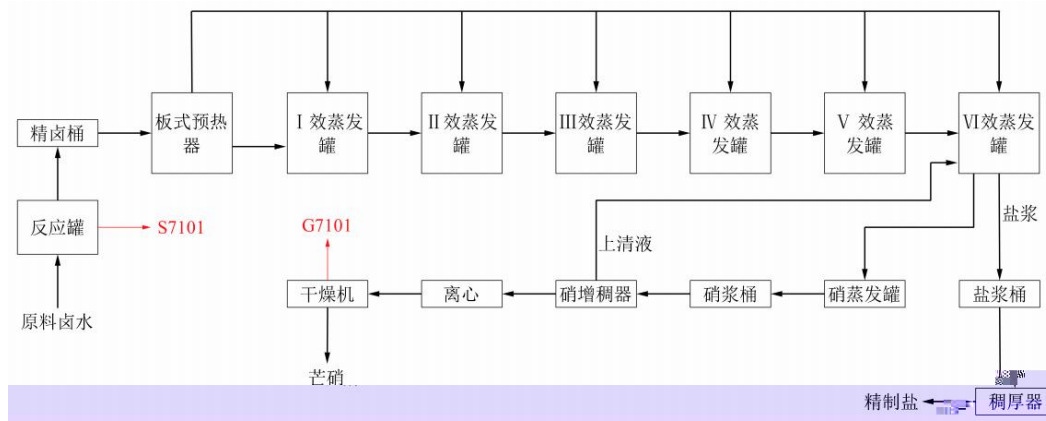 精卤桶
板式预热
器
I 效蒸发
罐
II 效蒸发
罐
III效蒸发
罐
IV 效蒸
发罐
V 效蒸
发罐
VI效蒸发
罐
反应罐
S7101
G7101
上清液
盐浆
原料卤水
干燥机
离心
硝增稠器
硝浆桶
硝蒸发罐
盐浆桶
芒硝
精制盐
稠厚器